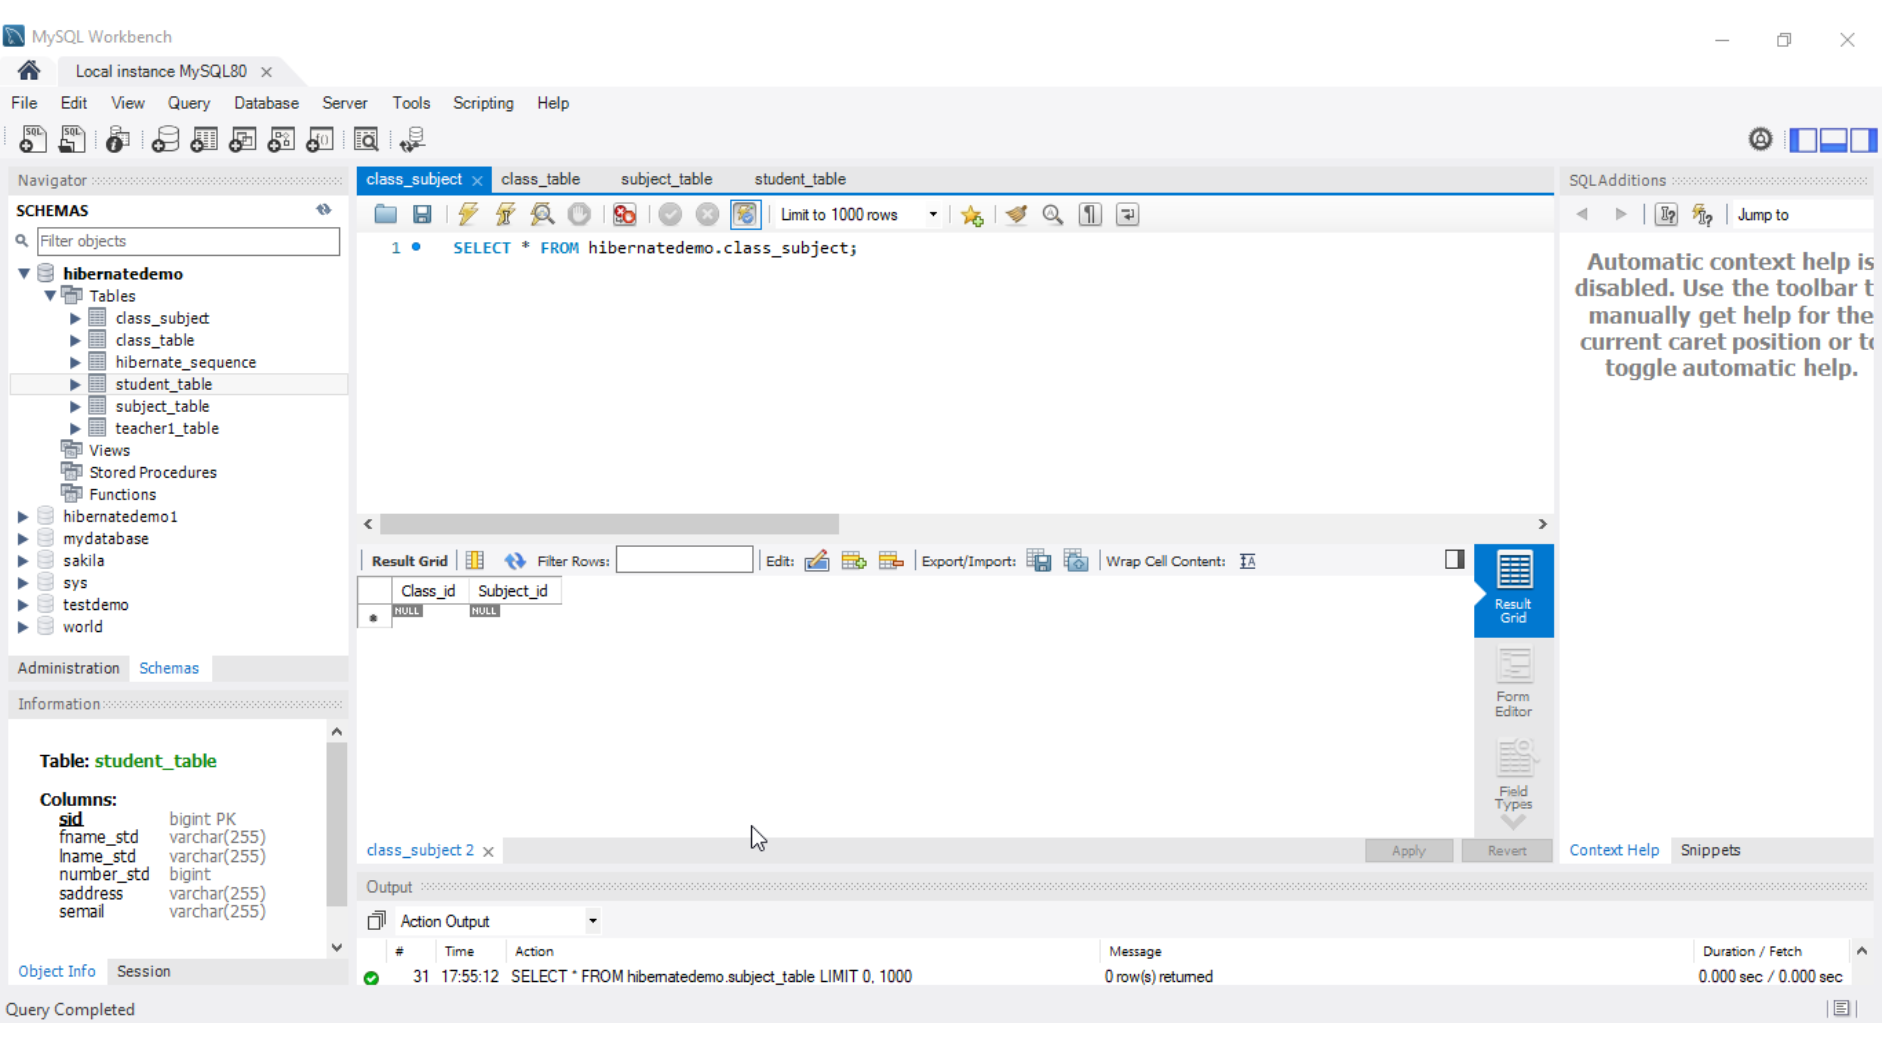 MySQL Workbench
Local instance MySQL80
File Edit View Query Database Server Tools Scripting Help
Navigator
SCHEMAS
Filter objects
hibernatedemo
Tables
class_subject
class_table
hibernate_sequence
student_table
subject_table
teacher1_table
Views
Stored Procedures
Functions
hibernatedemo1
mydatabase
sakila
sys
testdemo
world
Administration Schemas
Information
Table: student_table
Columns:
sid bigint PK
fname_std varchar(255)
lname_std varchar(255)
number_std bigint
saddress varchar(255)
semail varchar(255)
Object Info Session
Query Completed
class_subject class_table subject_table student_table
Limit to 1000 rows
1 SELECT * FROM hibernatedemo.class_subject;
Result Grid Filter Rows: Edit: Export/Import: Wrap Cell Content:
Class_id Subject_id
NULL NULL
Result
Grid
Form
Editor
Field
Types
class_subject 2
Apply Revert
Output
Action Output
# Time Action Message Duration / Fetch
31 17:55:12 SELECT * FROM hibernatedemo.subject_table LIMIT 0, 1000 0 row(s) returned 0.000 sec / 0.000 sec
SQLAdditions
Jump to
Automatic context help is
disabled. Use the toolbar t
manually get help for the
current caret position or to
toggle automatic help.
Context Help Snippets